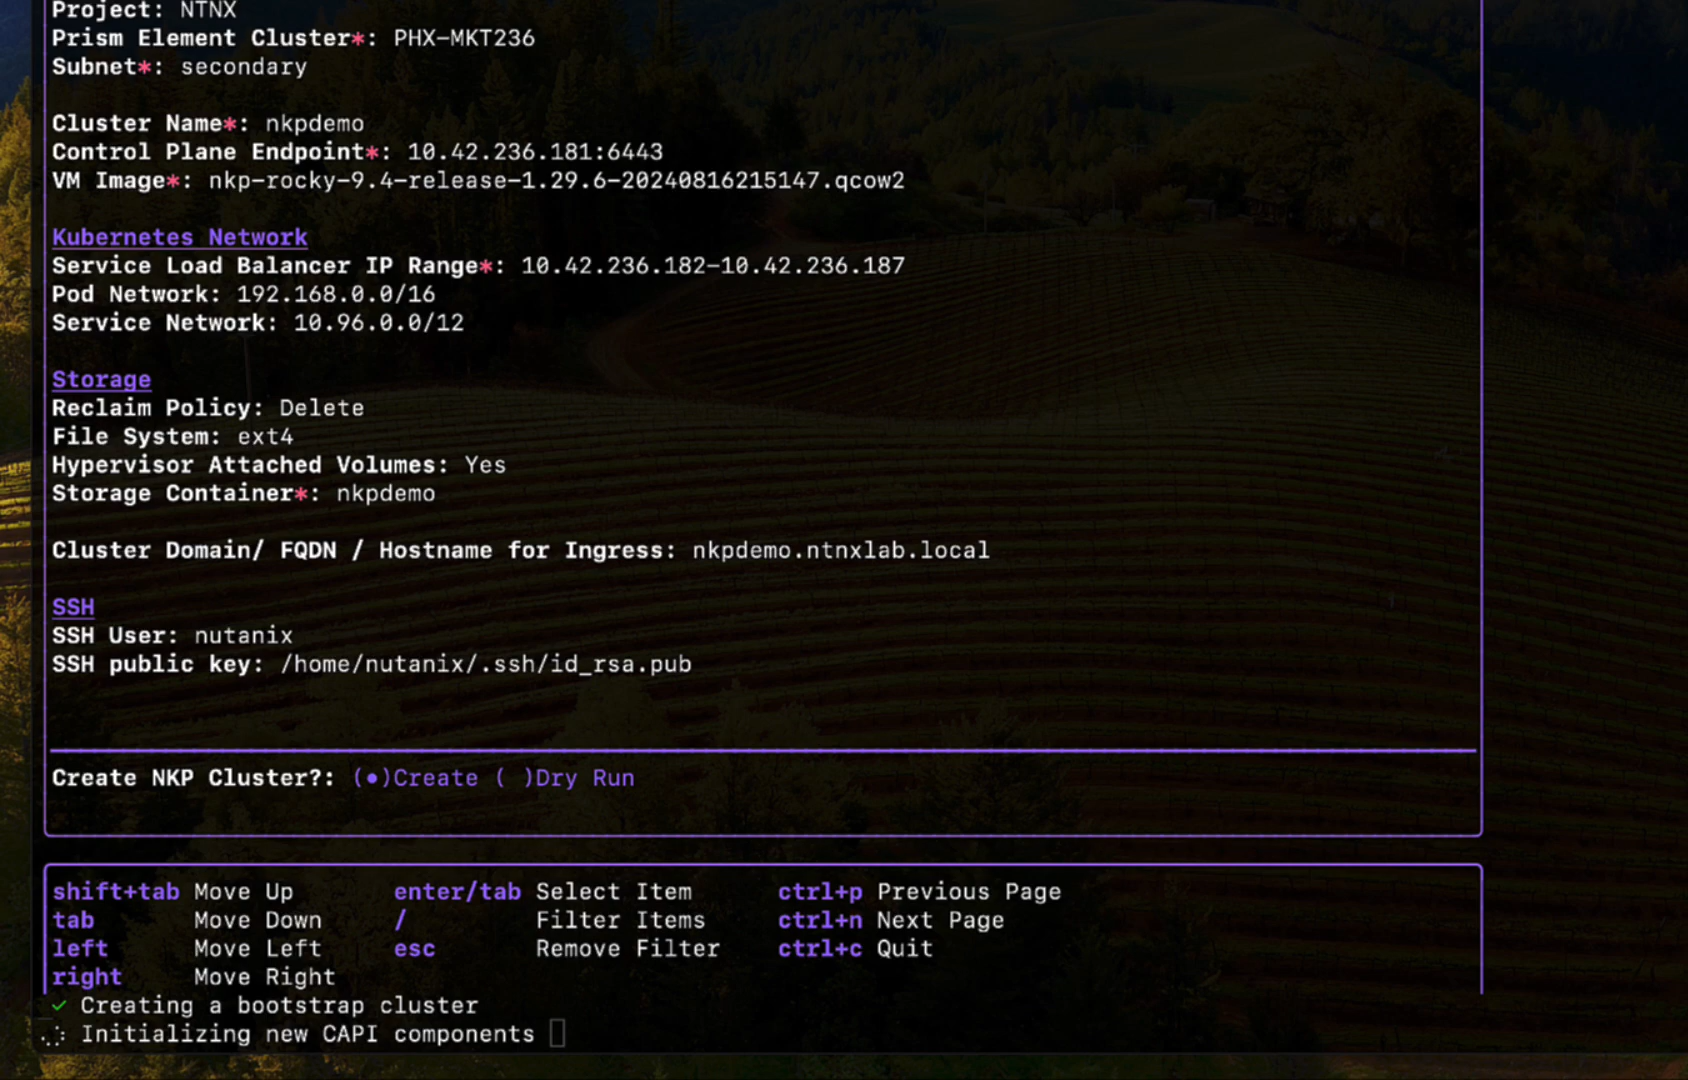 Project: NTNX
Prism Element Cluster*: PHX-MKT236
Subnet*: secondary
Cluster Name*: nkpdemo
Control Plane Endpoint*: 10.42.236.181:6443
VM Image*: nkp-rocky-9.4-release-1.29.6-20240816215147.qcow2
Kubernetes Network
Service Load Balancer IP Range*: 10.42.236.182-10.42.236.187
Pod Network: 192.168.0.0/16
Service Network: 10.96.0.0/12
Storage
Reclaim Policy: Delete
File System: ext4
Hypervisor Attached Volumes: Yes
Storage Container*: nkpdemo
Cluster Domain/ FQDN / Hostname for Ingress: nkpdemo.ntnxlab.local
SSH
SSH User: nutanix
SSH public key: /home/nutanix/.ssh/id_rsa.pub
Create NKP Cluster?: (•)Create ( )Dry Run
shift+tab Move Up enter/tab Select Item ctrl+p Previous Page
tab Move Down / Filter Items ctrl+n Next Page
left Move Left esc Remove Filter ctrl+c Quit
right Move Right
✓ Creating a bootstrap cluster
Initializing new CAPI components